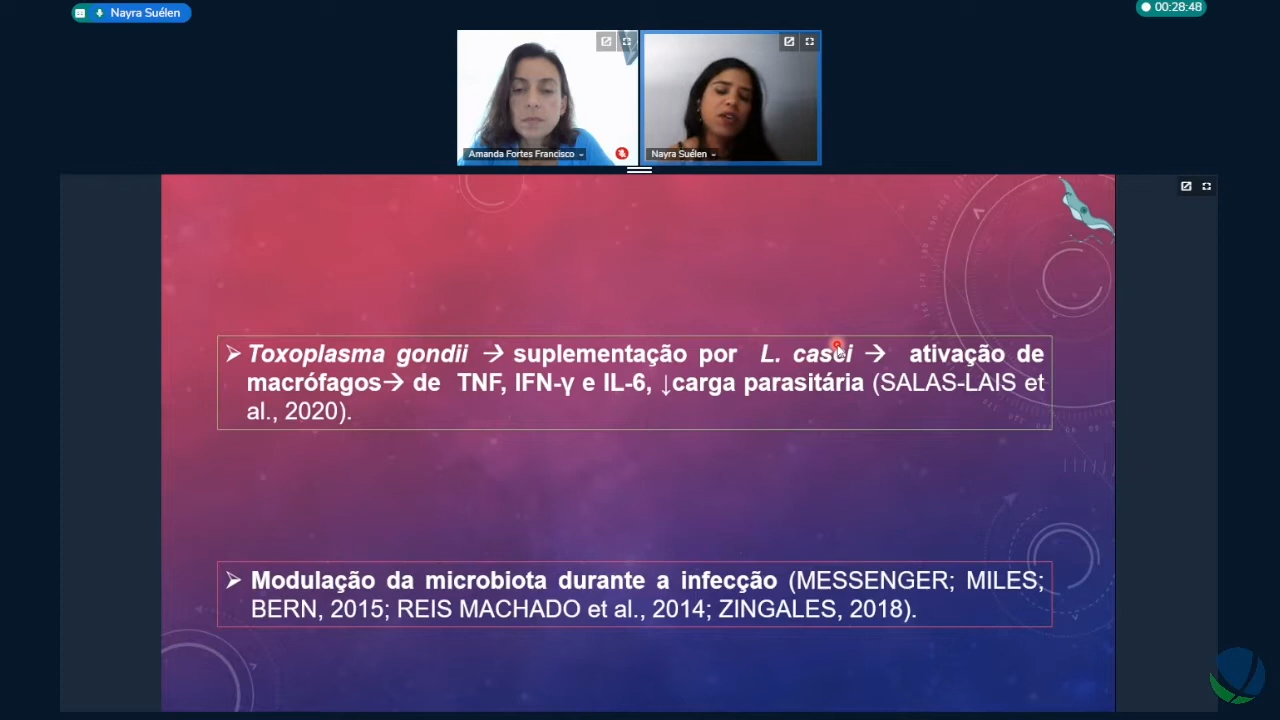 Nayra Suélen
00:28:48
Amanda Fortes Francisco
Nayra Suélen
➢ Toxoplasma gondii → suplementação por L. casei → ativação de
macrófagos→ de TNF, IFN-γ e IL-6, ↓carga parasitária (SALAS-LAIS et
al., 2020).
➢ Modulação da microbiota durante a infecção (MESSENGER; MILES;
BERN, 2015; REIS MACHADO et al., 2014; ZINGALES, 2018).